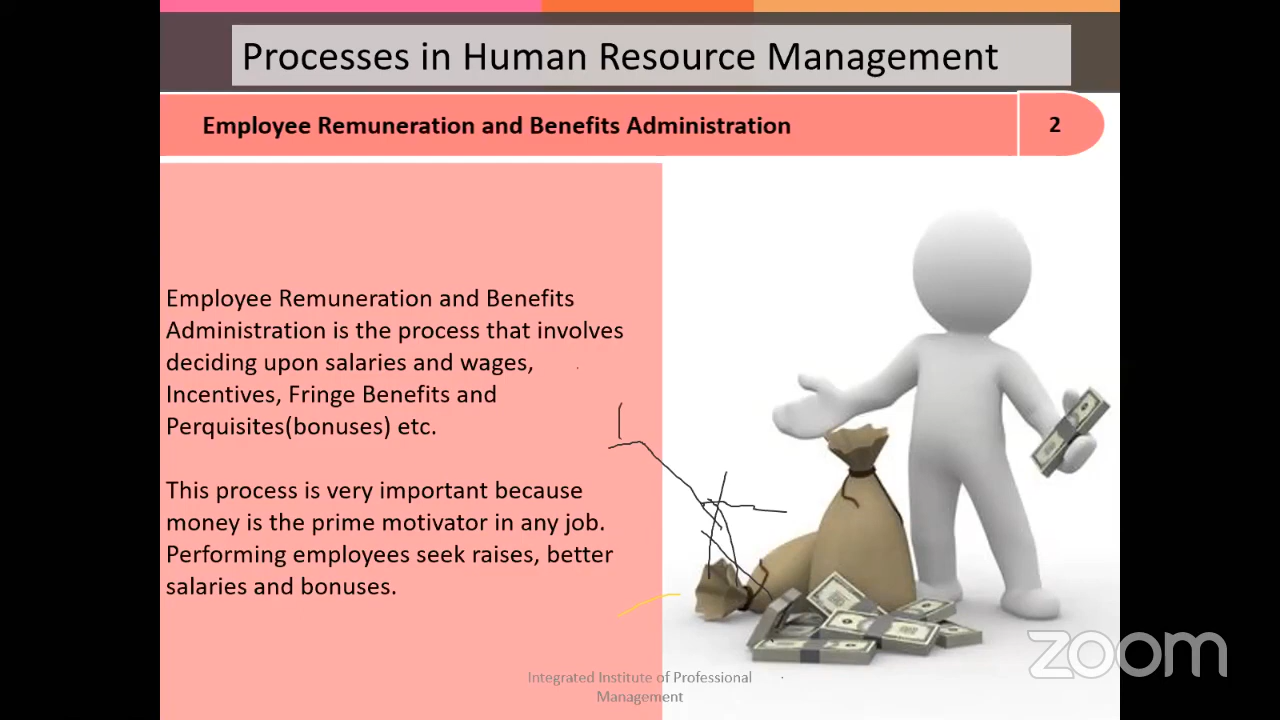 Processes in Human Resource Management
Employee Remuneration and Benefits Administration
2
Employee Remuneration and Benefits
Administration is the process that involves
deciding upon salaries and wages,
Incentives, Fringe Benefits and
Perquisites(bonuses) etc.
This process is very important because
money is the prime motivator in any job.
Performing employees seek raises, better
salaries and bonuses.
Integrated Institute of Professional
Management
zoom